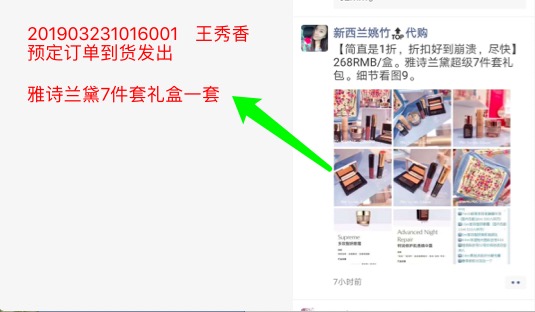 201903231016001 王秀香
预定订单到货发出
雅诗兰黛7件套礼盒一套
新西兰姚竹🔝代购
【简直是1折，折扣好到崩溃，尽快】
268RMB/盒。雅诗兰黛超级7件套礼
包。细节看图9。
Supreme
Advanced Night
Repair
7小时前